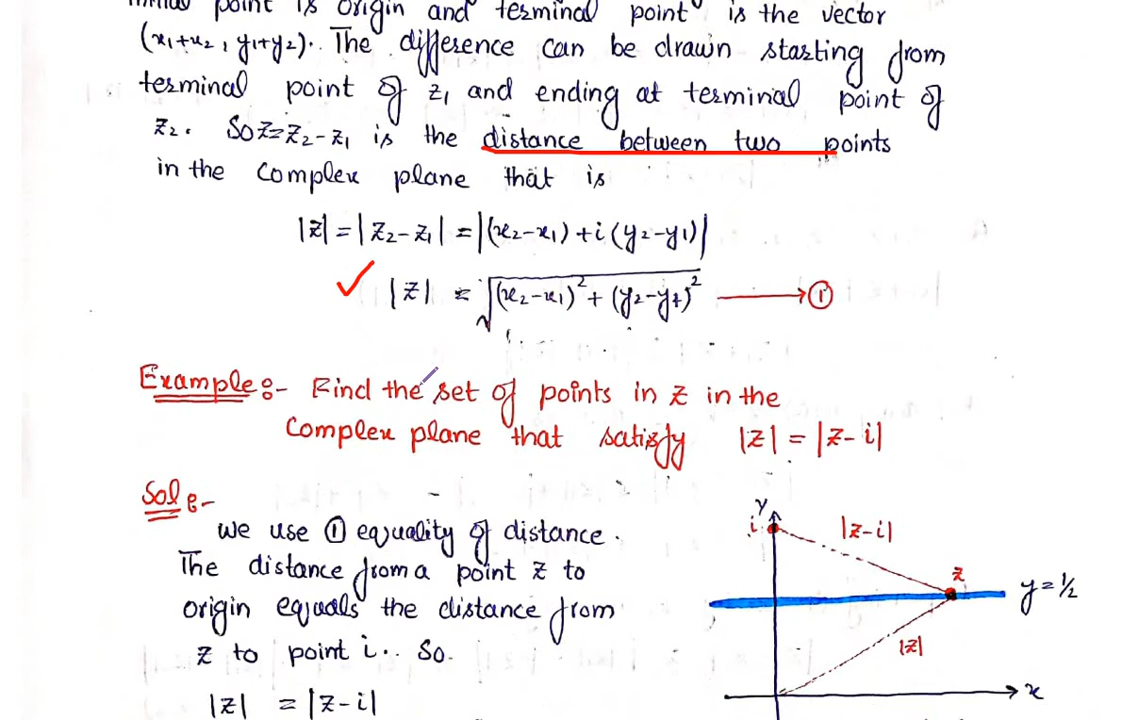 point is origin and terminal point is the vector
(x₁+x₂, y₁+y₂). The difference can be drawn starting from
terminal point of z₁ and ending at terminal point of
z₂. So z=z₂-z₁ is the distance between two points
in the complex plane that is
|z| = |z₂-z₁| = |(x₂-x₁)+i(y₂-y₁)|
✓ |z| = √(x₂-x₁)²+(y₂-y₁)² → ①
Example:- Find the set of points in z in the
complex plane that satisfy |z| = |z-i|
Sol:-
we use ① equality of distance.
The distance from a point z to
origin equals the distance from
z to point i.. So.
|z| = |z-i|
y
i
|z-i|
z
y=½
|z|
x